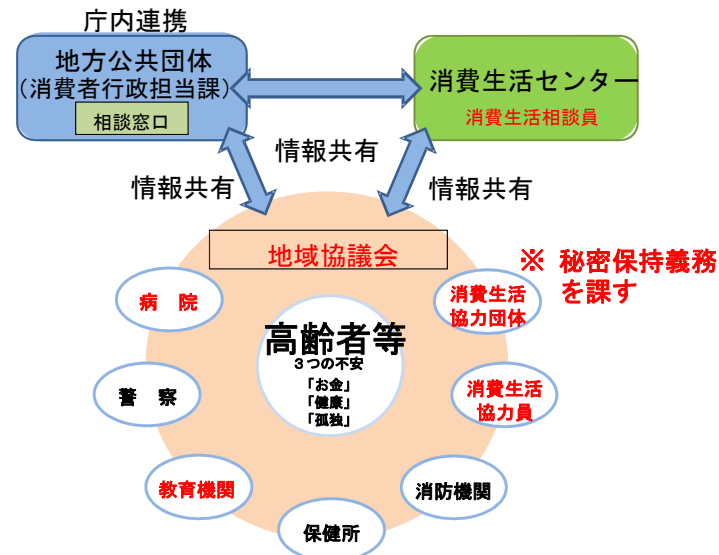 庁内連携
地方公共団体
（消費者行政担当課）
相談窓口
消費生活センター
消費生活相談員
情報共有
情報共有
情報共有
地域協議会
※ 秘密保持義務
を課す
病 院
消費生活
協力団体
高齢者等
３つの不安
「お金」
「健康」
「孤独」
警 察
消費生活
協力員
教育機関
消防機関
保健所